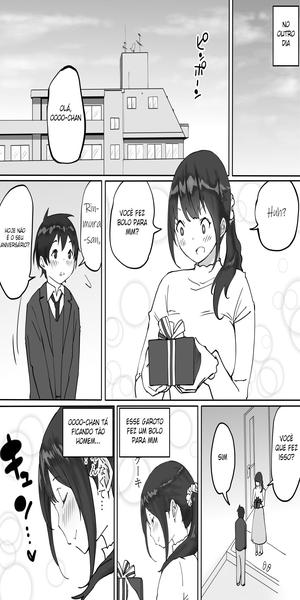 NO
OUTRO
DIA
ピンポーン
OLÁ,
OOOO-CHAN
Huh?
VOCÊ FEZ
BOLO PARA
MIM?
Rin-
mura
-san,
HOJE NÃO
É O SEU
ANIVERSÁRIO?
VOCÊ
QUE FEZ
ISSO?
SIM
ESSE GAROTO
FEZ UM BOLO
PARA MIM
ケーキ
OOOO-CHAN TÁ
FICANDO TÃO
HOMEM...
キュン…